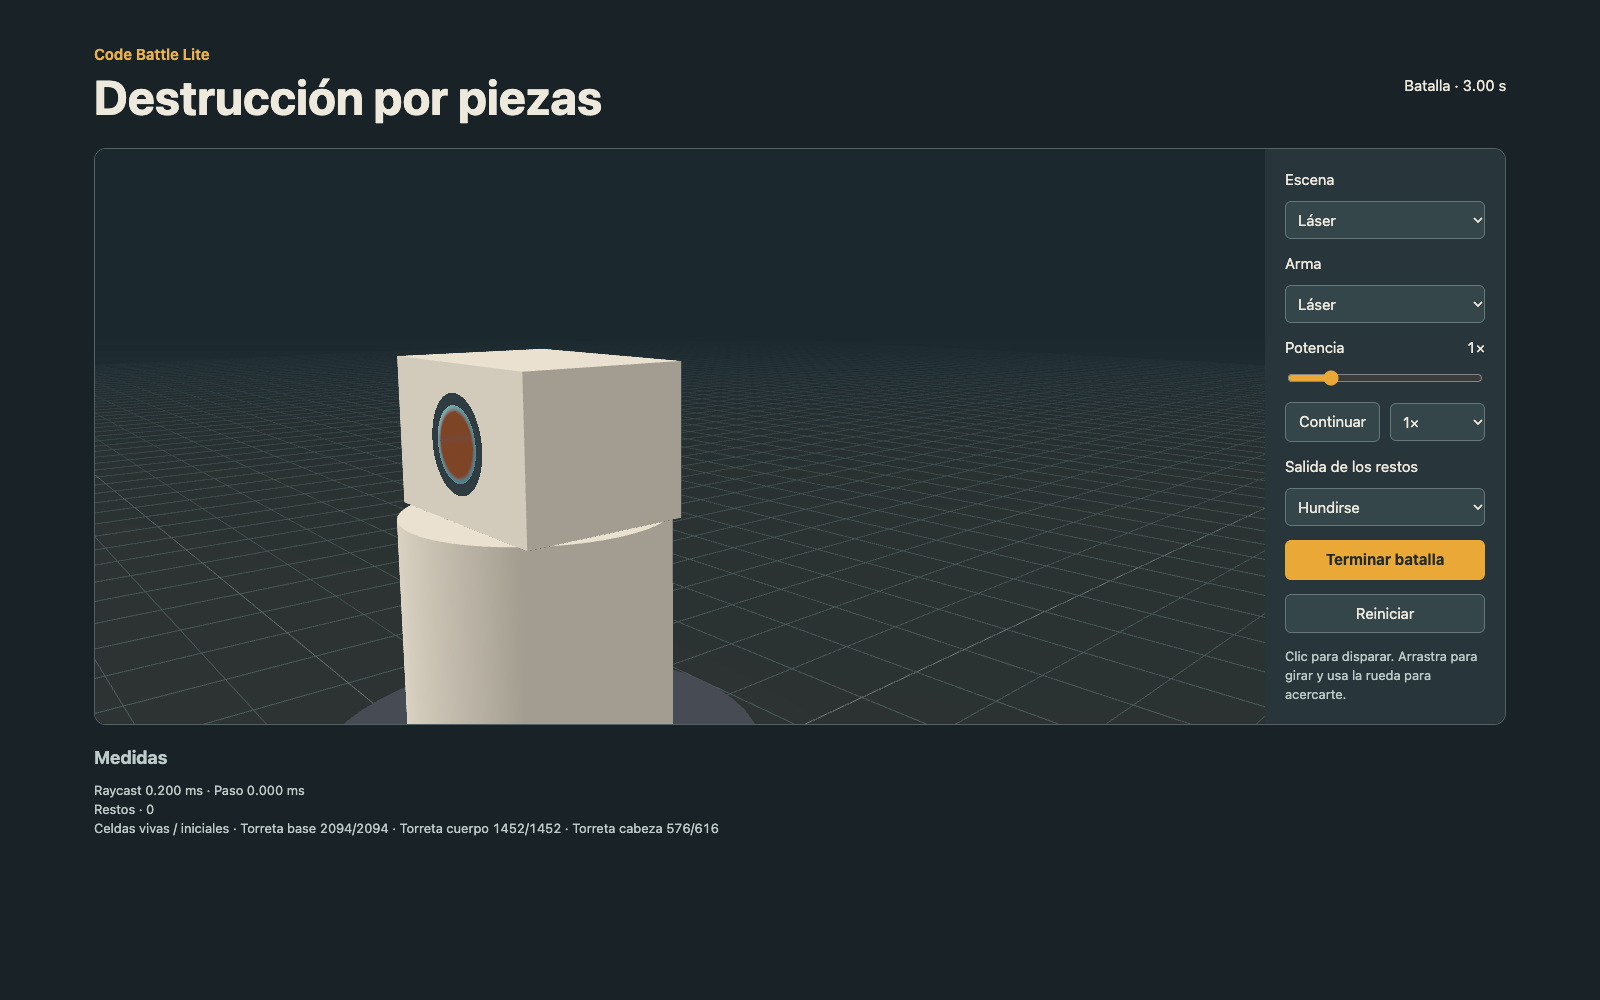 Code Battle Lite
Destrucción por piezas
Batalla · 3.00 s
Escena
Láser
Arma
Láser
Potencia 1×
Continuar 1×
Salida de los restos
Hundirse
Terminar batalla
Reiniciar
Clic para disparar. Arrastra para
girar y usa la rueda para
acercarte.
Medidas
Raycast 0.200 ms · Paso 0.000 ms
Restos · 0
Celdas vivas / iniciales · Torreta base 2094/2094 · Torreta cuerpo 1452/1452 · Torreta cabeza 576/616